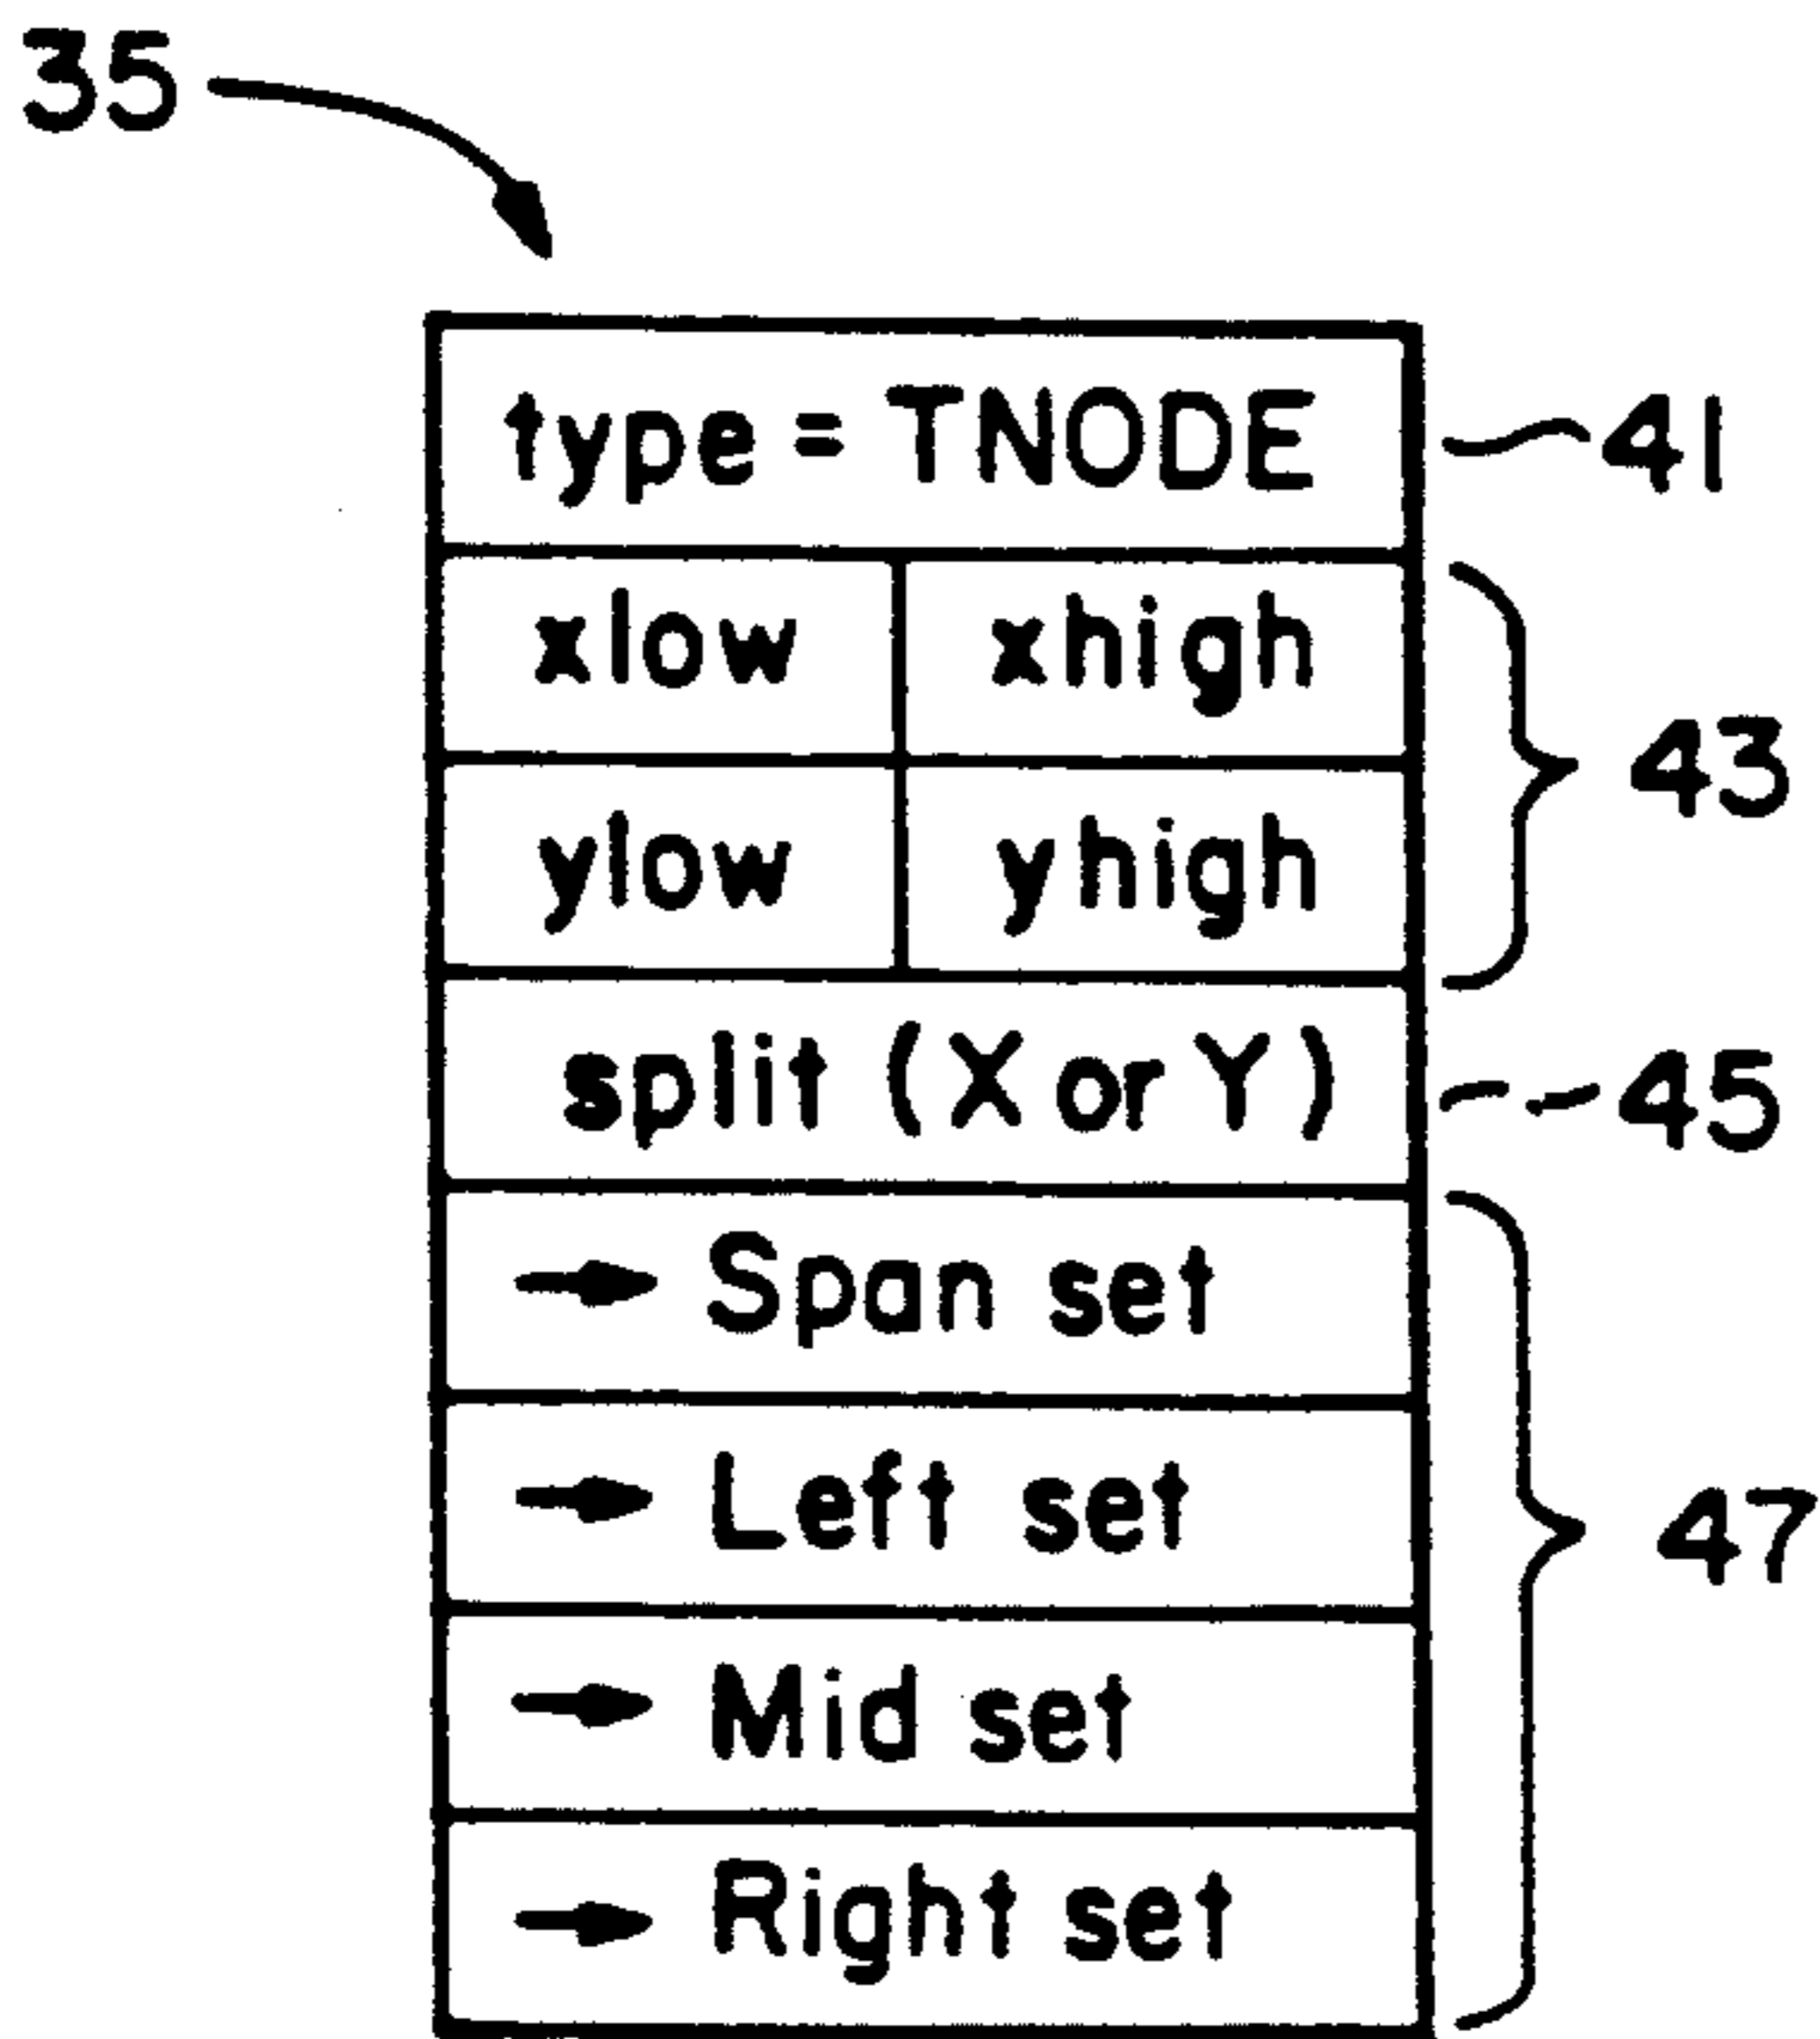 35
type = TNODE
41
xlow xhigh
43
ylow yhigh
split (X or Y)
45
Span set
Left set
47
Mid set
Right set